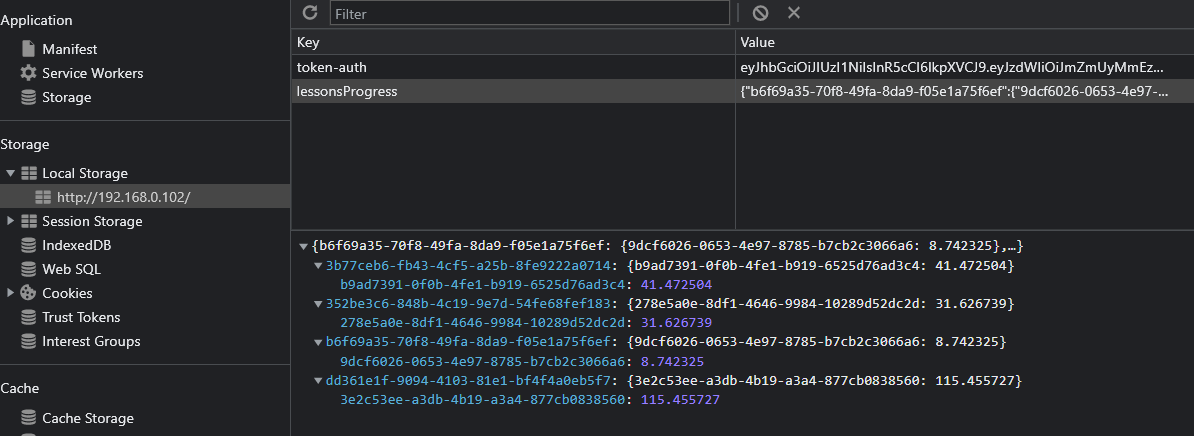 Application
Manifest
Service Workers
Storage
Storage
Local Storage
http://192.168.0.102/
Session Storage
IndexedDB
Web SQL
Cookies
Trust Tokens
Interest Groups
Cache
Cache Storage
Filter
Key Value
token-auth eyJhbGciOiJIUzI1NiIsInR5cCI6IkpXVCJ9.eyJzdWIiOiJmZmUyMmEz…
lessonsProgress {"b6f69a35-70f8-49fa-8da9-f05e1a75f6ef":{"9dcf6026-0653-4e97-…
{b6f69a35-70f8-49fa-8da9-f05e1a75f6ef: {9dcf6026-0653-4e97-8785-b7cb2c3066a6: 8.742325},…}
3b77ceb6-fb43-4cf5-a25b-8fe9222a0714: {b9ad7391-0f0b-4fe1-b919-6525d76ad3c4: 41.472504}
b9ad7391-0f0b-4fe1-b919-6525d76ad3c4: 41.472504
352be3c6-848b-4c19-9e7d-54fe68fef183: {278e5a0e-8df1-4646-9984-10289d52dc2d: 31.626739}
278e5a0e-8df1-4646-9984-10289d52dc2d: 31.626739
b6f69a35-70f8-49fa-8da9-f05e1a75f6ef: {9dcf6026-0653-4e97-8785-b7cb2c3066a6: 8.742325}
9dcf6026-0653-4e97-8785-b7cb2c3066a6: 8.742325
dd361e1f-9094-4103-81e1-bf4f4a0eb5f7: {3e2c53ee-a3db-4b19-a3a4-877cb0838560: 115.455727}
3e2c53ee-a3db-4b19-a3a4-877cb0838560: 115.455727